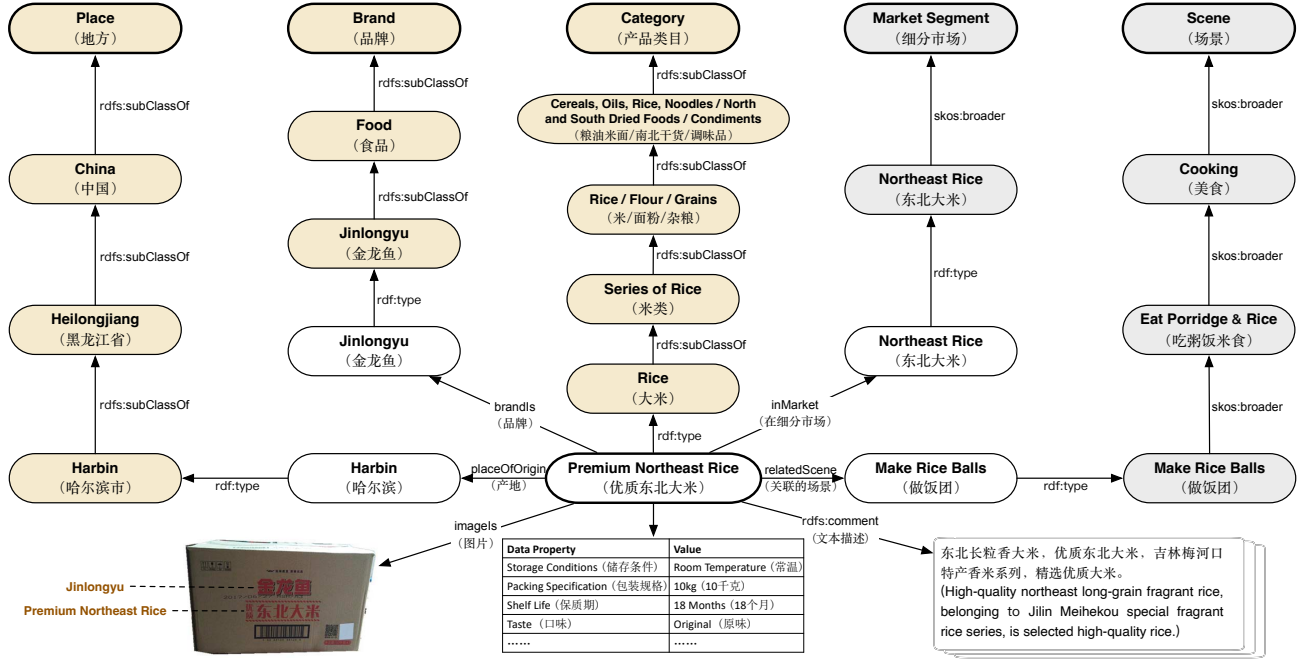 Place
(地方)
Brand
(品牌)
Category
(产品类目)
Market Segment
(细分市场)
Scene
(场景)
rdfs:subClassOf
rdfs:subClassOf
rdfs:subClassOf
skos:broader
skos:broader
Cereals, Oils, Rice, Noodles / North
and South Dried Foods / Condiments
(粮油米面/南北干货/调味品)
Food
(食品)
China
(中国)
rdfs:subClassOf
rdfs:subClassOf
Northeast Rice
(东北大米)
Cooking
(美食)
Rice / Flour / Grains
(米/面粉/杂粮)
Jinlongyu
(金龙鱼)
rdfs:subClassOf
rdfs:subClassOf
rdf:type
rdf:type
skos:broader
Series of Rice
(米类)
Heilongjiang
(黑龙江省)
Jinlongyu
(金龙鱼)
Northeast Rice
(东北大米)
Eat Porridge & Rice
(吃粥饭米食)
rdfs:subClassOf
Rice
(大米)
rdfs:subClassOf
brandIs
(品牌)
inMarket
(在细分市场)
skos:broader
rdf:type
Harbin
(哈尔滨市)
rdf:type
Harbin
(哈尔滨)
placeOfOrigin
(产地)
Premium Northeast Rice
(优质东北大米)
relatedScene
(关联的场景)
Make Rice Balls
(做饭团)
rdf:type
Make Rice Balls
(做饭团)
imageIs
(图片)
rdfs:comment
(文本描述)
Jinlongyu
Premium Northeast Rice
金龙鱼
优质
东北大米
Data Property Value
Storage Conditions (储存条件) Room Temperature (常温)
Packing Specification (包装规格) 10kg (10千克)
Shelf Life (保质期) 18 Months (18个月)
Taste (口味) Original (原味)
…… ……
东北长粒香大米，优质东北大米，吉林梅河口
特产香米系列，精选优质大米。
(High-quality northeast long-grain fragrant rice,
belonging to Jilin Meihekou special fragrant
rice series, is selected high-quality rice.)